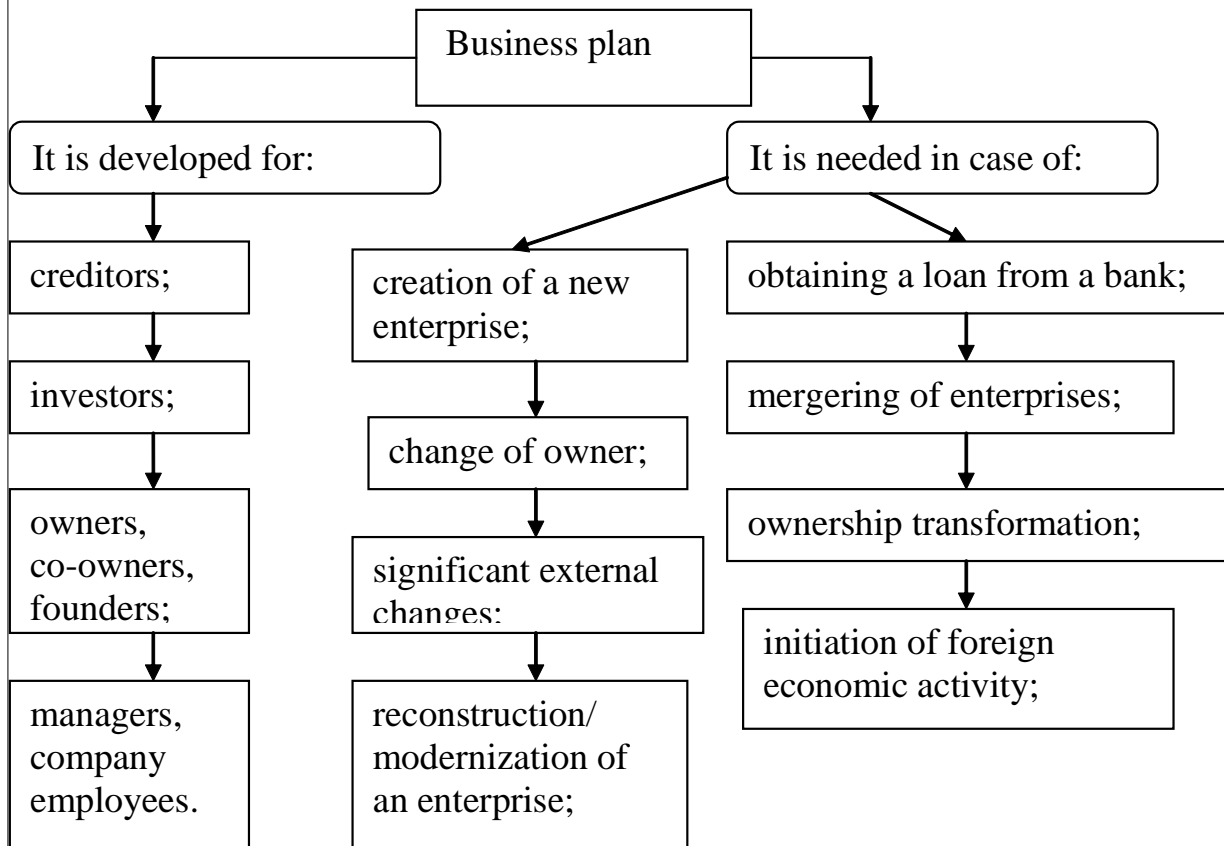 Business plan
It is developed for:
It is needed in case of:
creditors;
investors;
owners,
co-owners,
founders;
managers,
company
employees.
creation of a new
enterprise;
change of owner;
significant external
changes;
reconstruction/
modernization of
an enterprise;
obtaining a loan from a bank;
mergering of enterprises;
ownership transformation;
initiation of foreign
economic activity;